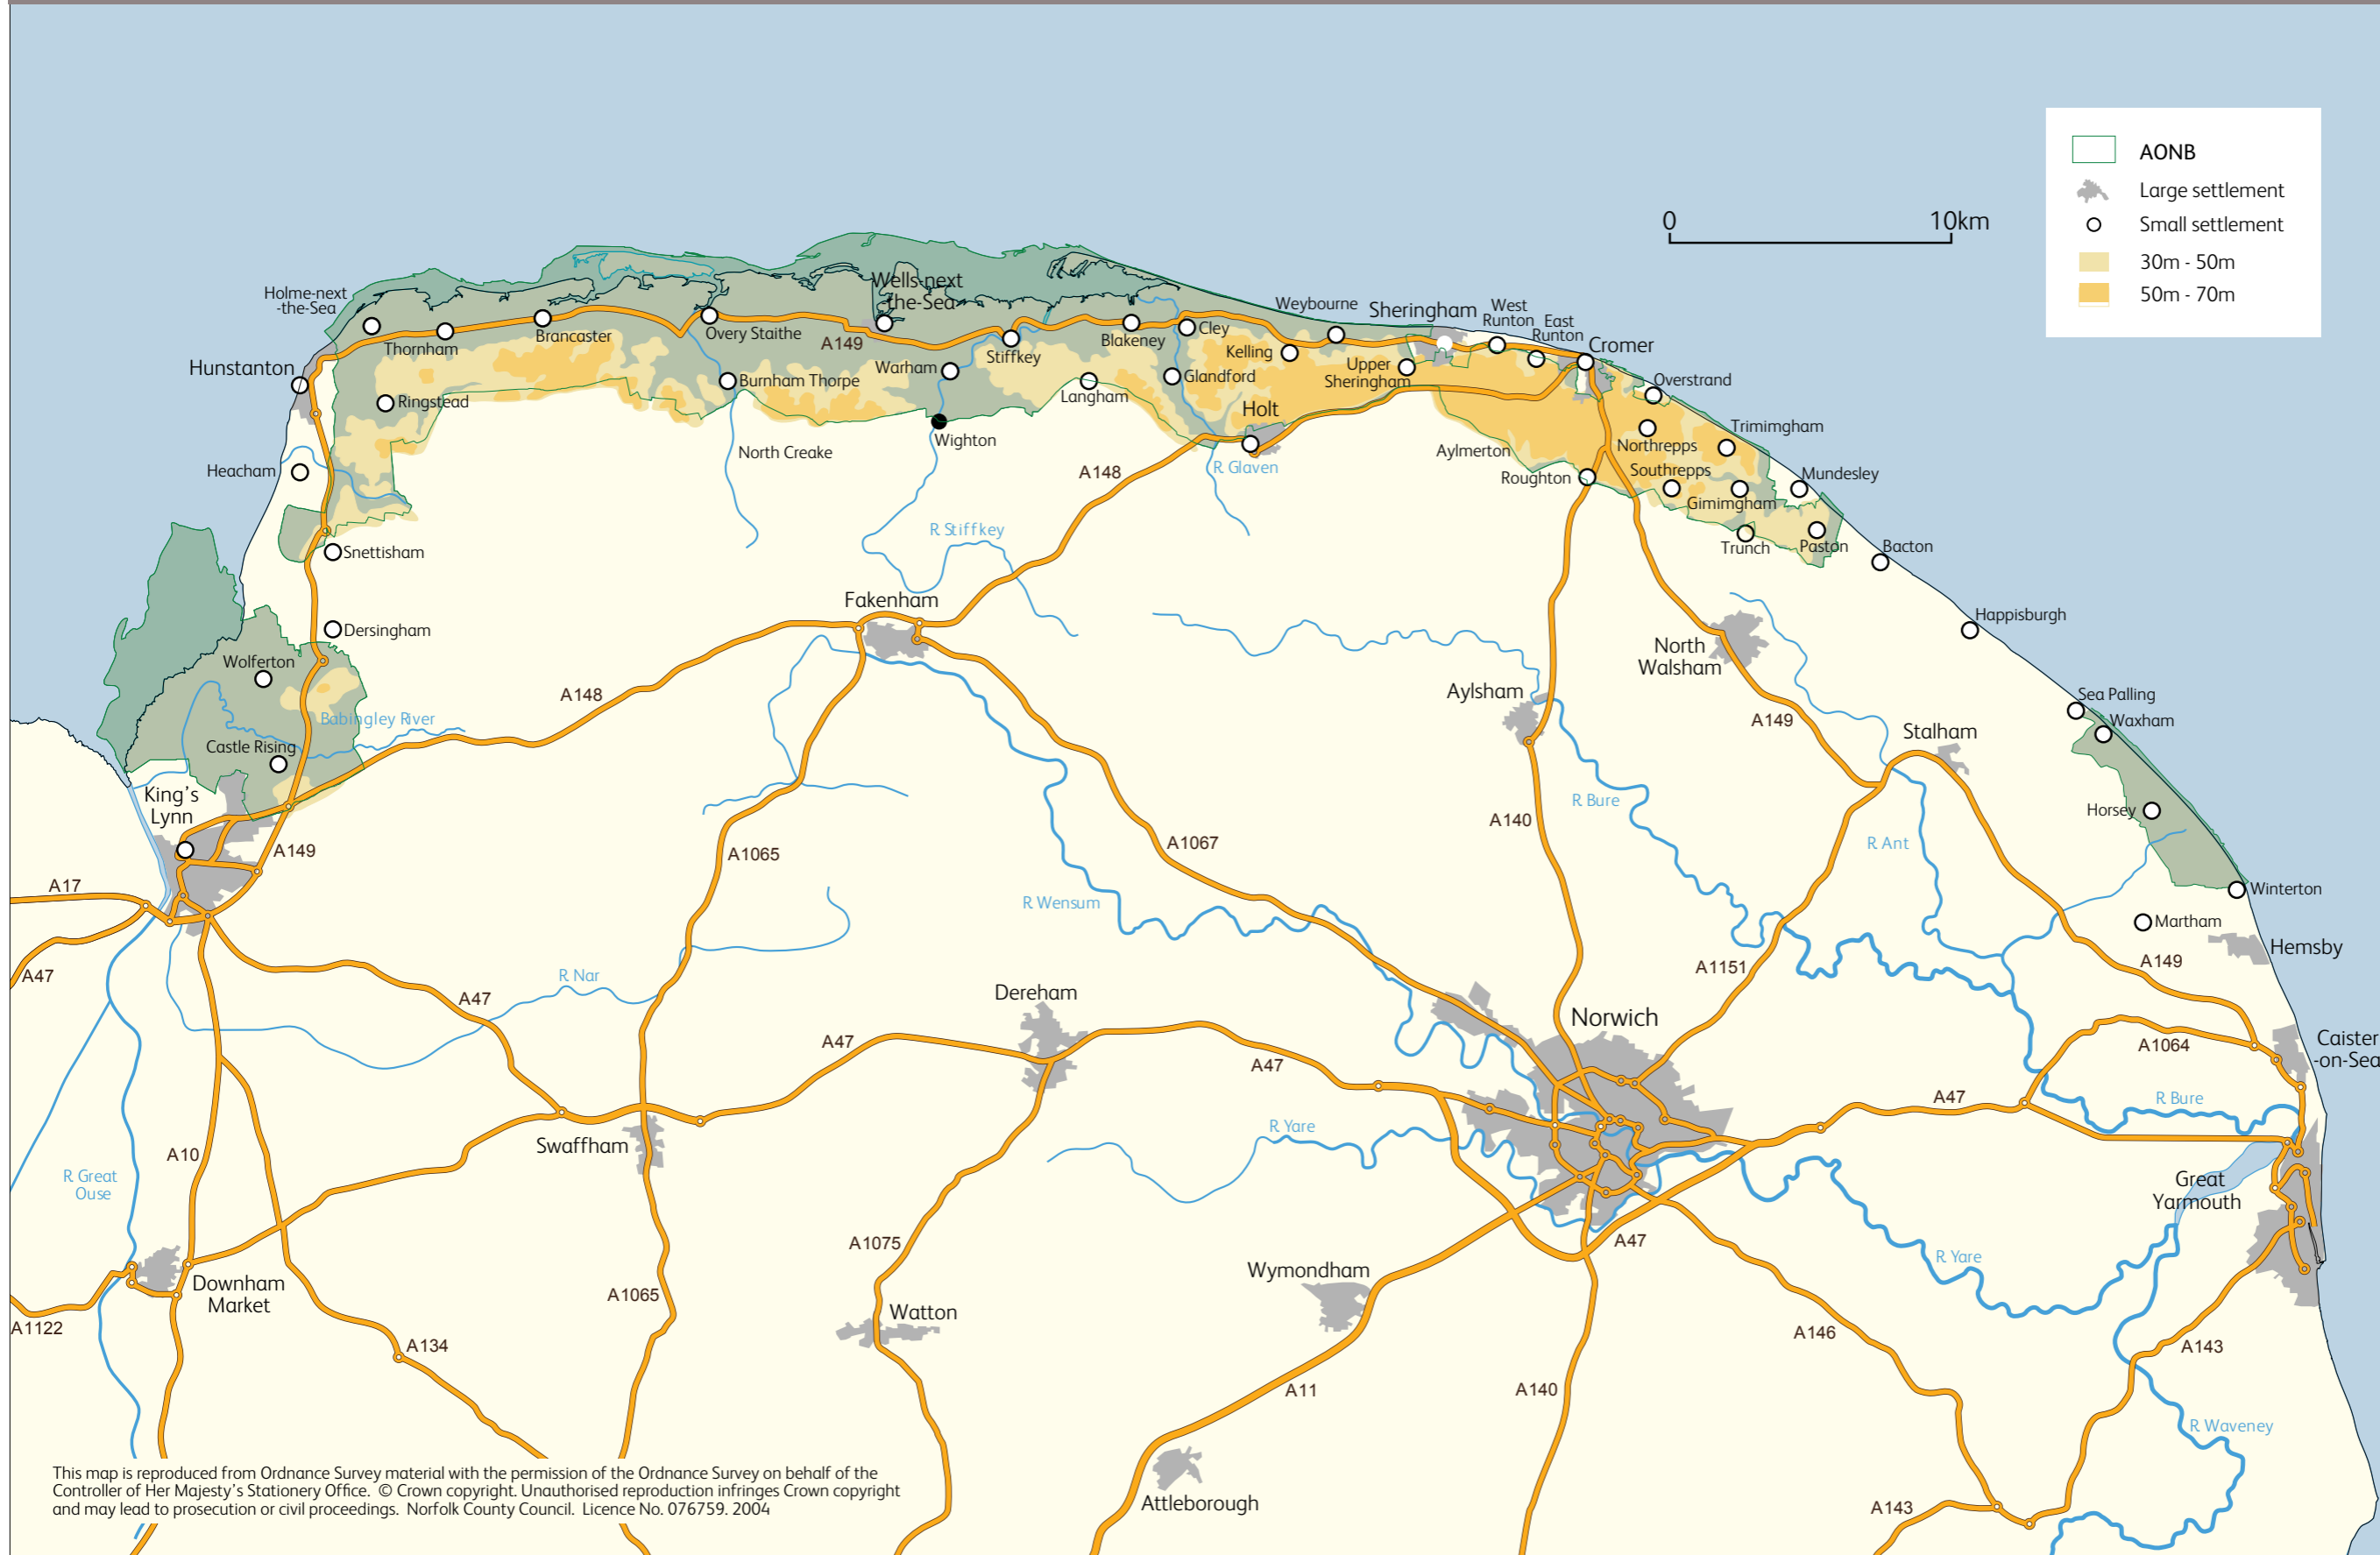 AONB
Large settlement
Small settlement
30m - 50m
50m - 70m
0
10km
Holme-next
-the-Sea
Hunstanton
Thornham
Brancaster
Overy Staithe
A149
Wells-next
-the-Sea
Warham
Stiffkey
Blakeney
Cley
Kelling
Weybourne
Sheringham
West
Runton
East
Runton
Cromer
Upper
Sheringham
Overstrand
Ringstead
Burnham Thorpe
Langham
Glandford
Holt
Wighton
North Creake
Heacham
A148
R Glaven
Aylmerton
Northrepps
Trimimgham
Southrepps
Mundesley
Roughton
Gimimgham
Trunch
Paston
Bacton
Snettisham
R Stiffkey
Fakenham
Happisburgh
Dersingham
Wolferton
North
Walsham
A148
Babingley River
Castle Rising
Aylsham
A149
Stalham
Sea Palling
Waxham
Horsey
King's
Lynn
A149
A17
A47
A1065
A1067
A140
R Bure
R Ant
R Wensum
Winterton
Martham
Hemsby
A149
A1151
R Nar
A47
Dereham
Norwich
A47
A47
A1064
Caister
-on-Sea
A47
R Bure
Swaffham
R Yare
A10
R Great
Ouse
Great
Yarmouth
A1075
A47
R Yare
Downham
Market
A1065
Wymondham
Watton
A1122
A134
A146
A143
A11
A140
R Waveney
Attleborough
A143
This map is reproduced from Ordnance Survey material with the permission of the Ordnance Survey on behalf of the
Controller of Her Majesty's Stationery Office. © Crown copyright. Unauthorised reproduction infringes Crown copyright
and may lead to prosecution or civil proceedings. Norfolk County Council. Licence No. 076759. 2004